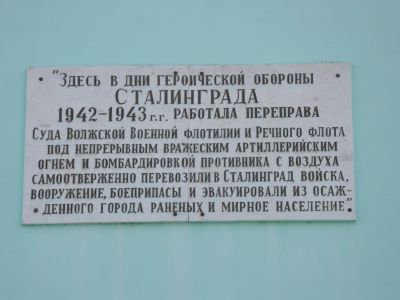 "Здесь в дни героической обороны
Сталинграда
1942-1943 г.г. работала переправа
Суда Волжской Военной флотилии и Речного флота
под непрерывным вражеским артиллерийским
огнем и бомбардировкой противника с воздуха
самоотверженно перевозили в Сталинград войска,
вооружение, боеприпасы и эвакуировали из осаж-
денного города раненых и мирное население"